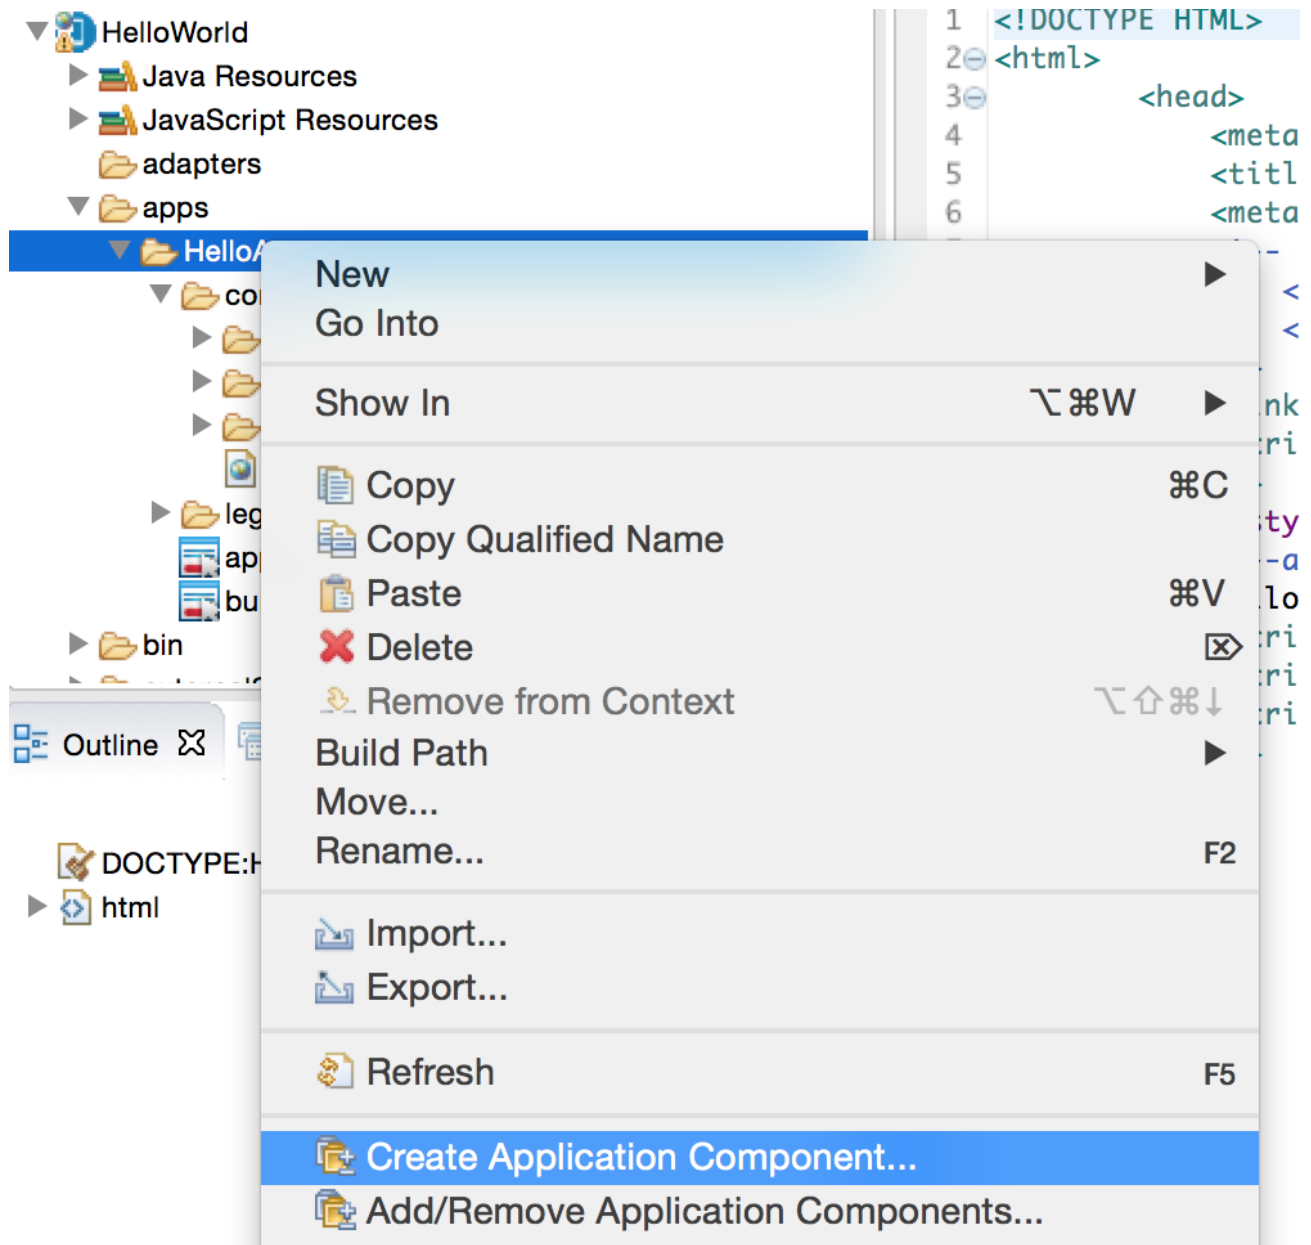 HelloWorld
Java Resources
JavaScript Resources
adapters
apps
bin
Outline
html
1 <!DOCTYPE HTML>
2 <html>
3 <head>
4 <meta
5 <titl
6 <meta
New
Go Into
Show In ⌥⌘W
Copy ⌘C
Copy Qualified Name
Paste ⌘V
Delete ⌦
Remove from Context ⌥⇧⌘↓
Build Path
Move...
Rename... F2
Import...
Export...
Refresh F5
Create Application Component...
Add/Remove Application Components...